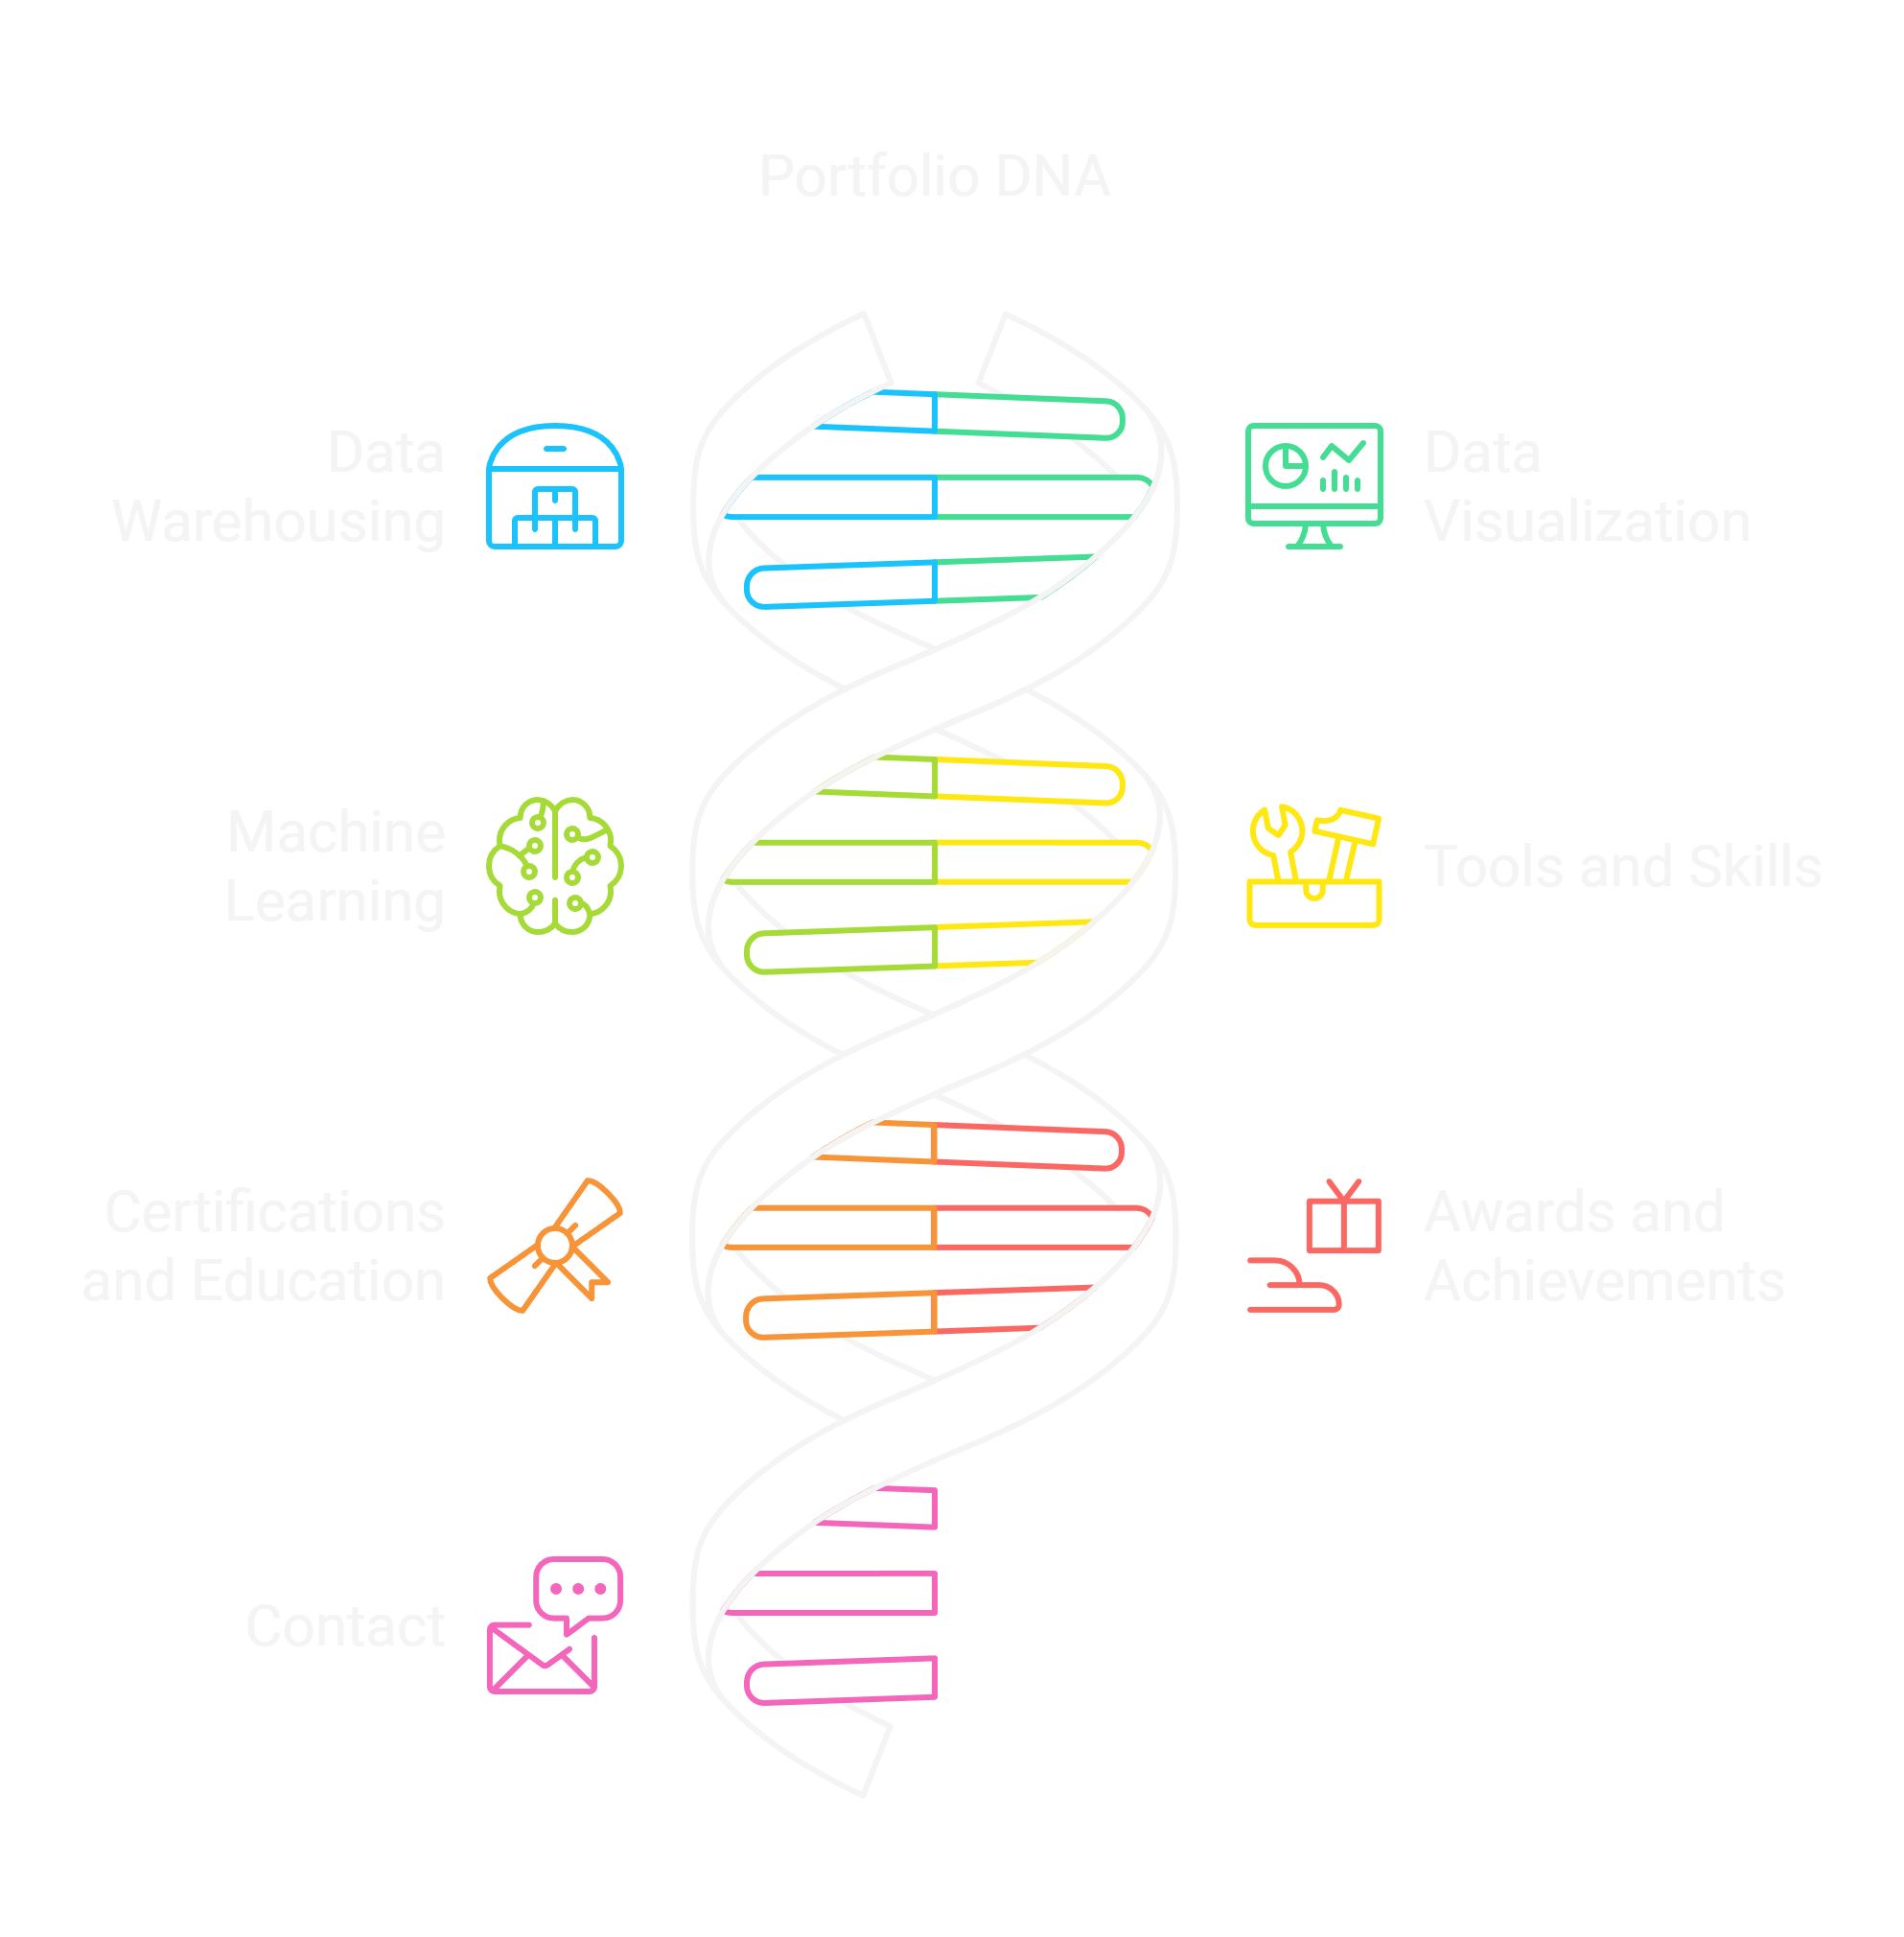 Portfolio DNA
Data
Warehousing
Data
Visualization
Machine
Learning
Tools and Skills
Certifications
and Education
Awards and
Achievements
Contact